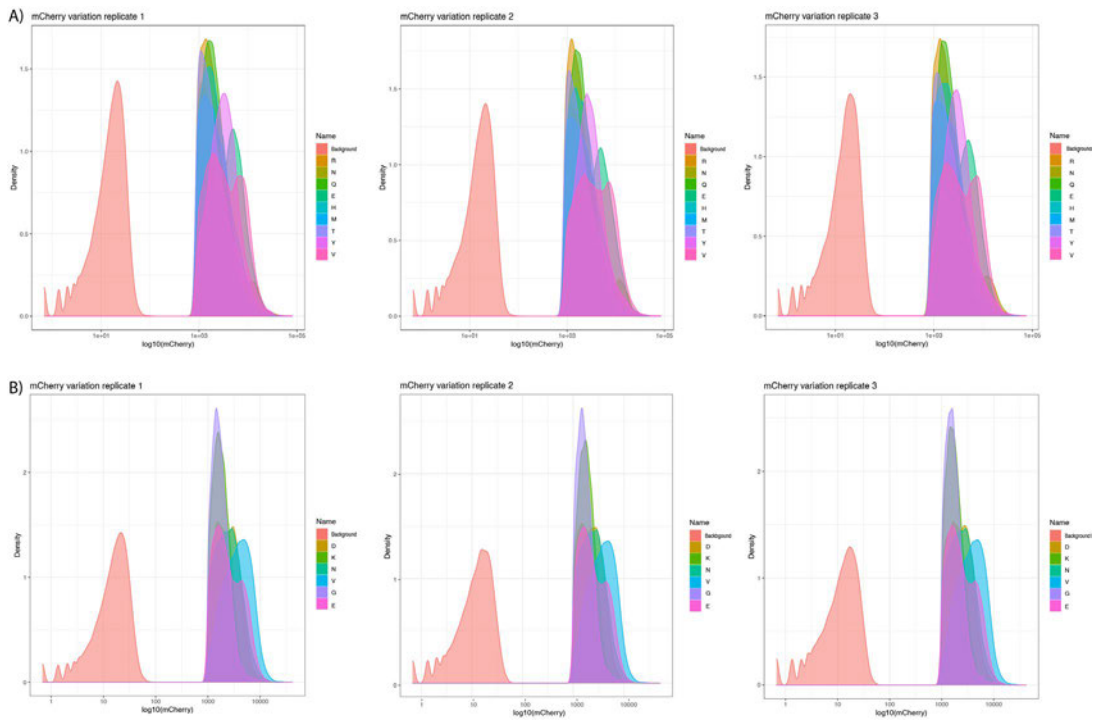 A)
mCherry variation replicate 1
1.5
1.0
0.5
0.0
Density
1e+01
1e+03
1e+05
log10(mCherry)
Name
Background
R
N
Q
E
H
M
T
Y
V
mCherry variation replicate 2
1.5
1.0
0.5
0.0
Density
1e+01
1e+03
1e+05
log10(mCherry)
Name
Background
R
N
Q
E
H
M
T
Y
V
mCherry variation replicate 3
1.5
1.0
0.5
0.0
Density
1e+01
1e+03
1e+05
log10(mCherry)
Name
Background
R
N
Q
E
H
M
T
Y
V
B)
mCherry variation replicate 1
2
1
0
Density
1
10
100
1000
10000
log10(mCherry)
Name
Background
D
K
N
V
G
E
mCherry variation replicate 2
2
1
0
Density
1
10
100
1000
10000
log10(mCherry)
Name
Background
D
K
N
V
G
E
mCherry variation replicate 3
2
1
0
Density
1
10
100
1000
10000
log10(mCherry)
Name
Background
D
K
N
V
G
E